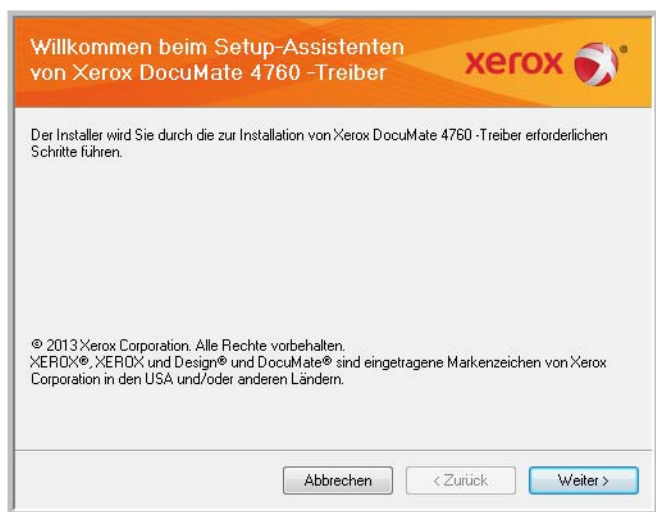 Willkommen beim Setup-Assistenten
von Xerox DocuMate 4760 -Treiber
xerox
Der Installer wird Sie durch die zur Installation von Xerox DocuMate 4760 -Treiber erforderlichen
Schritte führen.
© 2013 Xerox Corporation. Alle Rechte vorbehalten.
XEROX®, XEROX und Design® und DocuMate® sind eingetragene Markenzeichen von Xerox
Corporation in den USA und/oder anderen Ländern.
Abbrechen < Zurück Weiter >